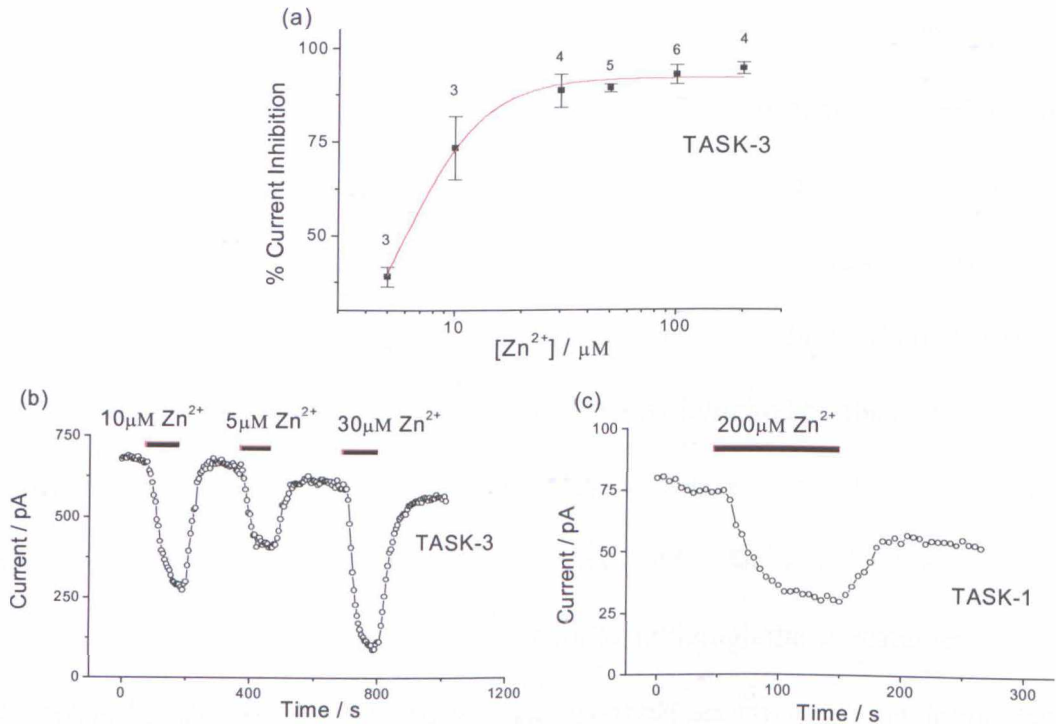 (a)
100
75
50
% Current Inhibition
3
3
4
5
6
4
TASK-3
10
100
[Zn²⁺] / μM
(b)
10μM Zn²⁺
5μM Zn²⁺
30μM Zn²⁺
750
500
250
0
Current / pA
TASK-3
0
400
800
1200
Time / s
(c)
200μM Zn²⁺
100
75
50
25
0
Current / pA
TASK-1
0
100
200
300
Time / s